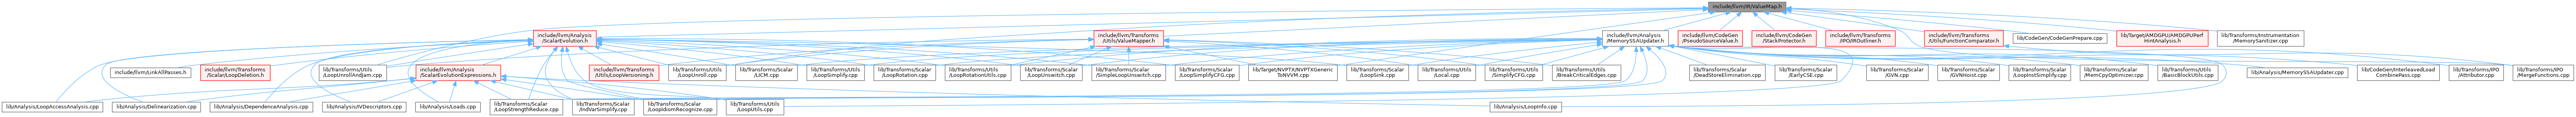 include/llvm/IR/ValueMap.h
include/llvm/Analysis
/ScalarEvolution.h
include/llvm/Transforms
/Utils/ValueMapper.h
include/llvm/Analysis
/MemorySSAUpdater.h
include/llvm/CodeGen
/PseudoSourceValue.h
include/llvm/CodeGen
/StackProtector.h
include/llvm/Transforms
/IPO/IROutliner.h
include/llvm/Transforms
/Utils/FunctionComparator.h
lib/CodeGen/CodeGenPrepare.cpp
lib/Target/AMDGPU/AMDGPUPerf
HintAnalysis.h
lib/Transforms/Instrumentation
/MemorySanitizer.cpp
include/llvm/LinkAllPasses.h
include/llvm/Transforms
/Scalar/LoopDeletion.h
lib/Transforms/Utils
/LoopUnrollAndJam.cpp
include/llvm/Analysis
/ScalarEvolutionExpressions.h
include/llvm/Transforms
/Utils/LoopVersioning.h
lib/Transforms/Utils
/LoopUnroll.cpp
lib/Transforms/Scalar
/LICM.cpp
lib/Transforms/Utils
/LoopSimplify.cpp
lib/Transforms/Scalar
/LoopRotation.cpp
lib/Transforms/Utils
/LoopRotationUtils.cpp
lib/Transforms/Scalar
/LoopUnswitch.cpp
lib/Transforms/Scalar
/SimpleLoopUnswitch.cpp
lib/Transforms/Scalar
/LoopSimplifyCFG.cpp
lib/Target/NVPTX/NVPTXGeneric
ToNVVM.cpp
lib/Transforms/Scalar
/LoopSink.cpp
lib/Transforms/Utils
/Local.cpp
lib/Transforms/Utils
/SimplifyCFG.cpp
lib/Transforms/Utils
/BreakCriticalEdges.cpp
lib/Transforms/Scalar
/DeadStoreElimination.cpp
lib/Transforms/Scalar
/EarlyCSE.cpp
lib/Transforms/Scalar
/GVN.cpp
lib/Transforms/Scalar
/GVNHoist.cpp
lib/Transforms/Scalar
/LoopInstSimplify.cpp
lib/Transforms/Scalar
/MemCpyOptimizer.cpp
lib/Transforms/Utils
/BasicBlockUtils.cpp
lib/Analysis/MemorySSAUpdater.cpp
lib/CodeGen/InterleavedLoad
CombinePass.cpp
lib/Transforms/IPO
/Attributor.cpp
lib/Transforms/IPO
/MergeFunctions.cpp
lib/Analysis/LoopAccessAnalysis.cpp
lib/Analysis/Delinearization.cpp
lib/Analysis/DependenceAnalysis.cpp
lib/Analysis/IVDescriptors.cpp
lib/Analysis/Loads.cpp
lib/Transforms/Scalar
/LoopStrengthReduce.cpp
lib/Transforms/Scalar
/IndVarSimplify.cpp
lib/Transforms/Scalar
/LoopIdiomRecognize.cpp
lib/Transforms/Utils
/LoopUtils.cpp
lib/Analysis/LoopInfo.cpp